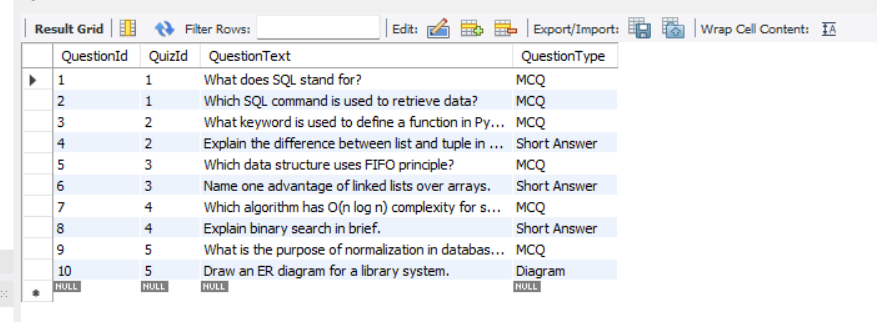 Result Grid Filter Rows: Edit: Export/Import: Wrap Cell Content: IA
QuestionId QuizId QuestionText QuestionType
1 1 What does SQL stand for? MCQ
2 1 Which SQL command is used to retrieve data? MCQ
3 2 What keyword is used to define a function in Py... MCQ
4 2 Explain the difference between list and tuple in ... Short Answer
5 3 Which data structure uses FIFO principle? MCQ
6 3 Name one advantage of linked lists over arrays. Short Answer
7 4 Which algorithm has O(n log n) complexity for s... MCQ
8 4 Explain binary search in brief. Short Answer
9 5 What is the purpose of normalization in databas... MCQ
10 5 Draw an ER diagram for a library system. Diagram
NULL NULL NULL NULL